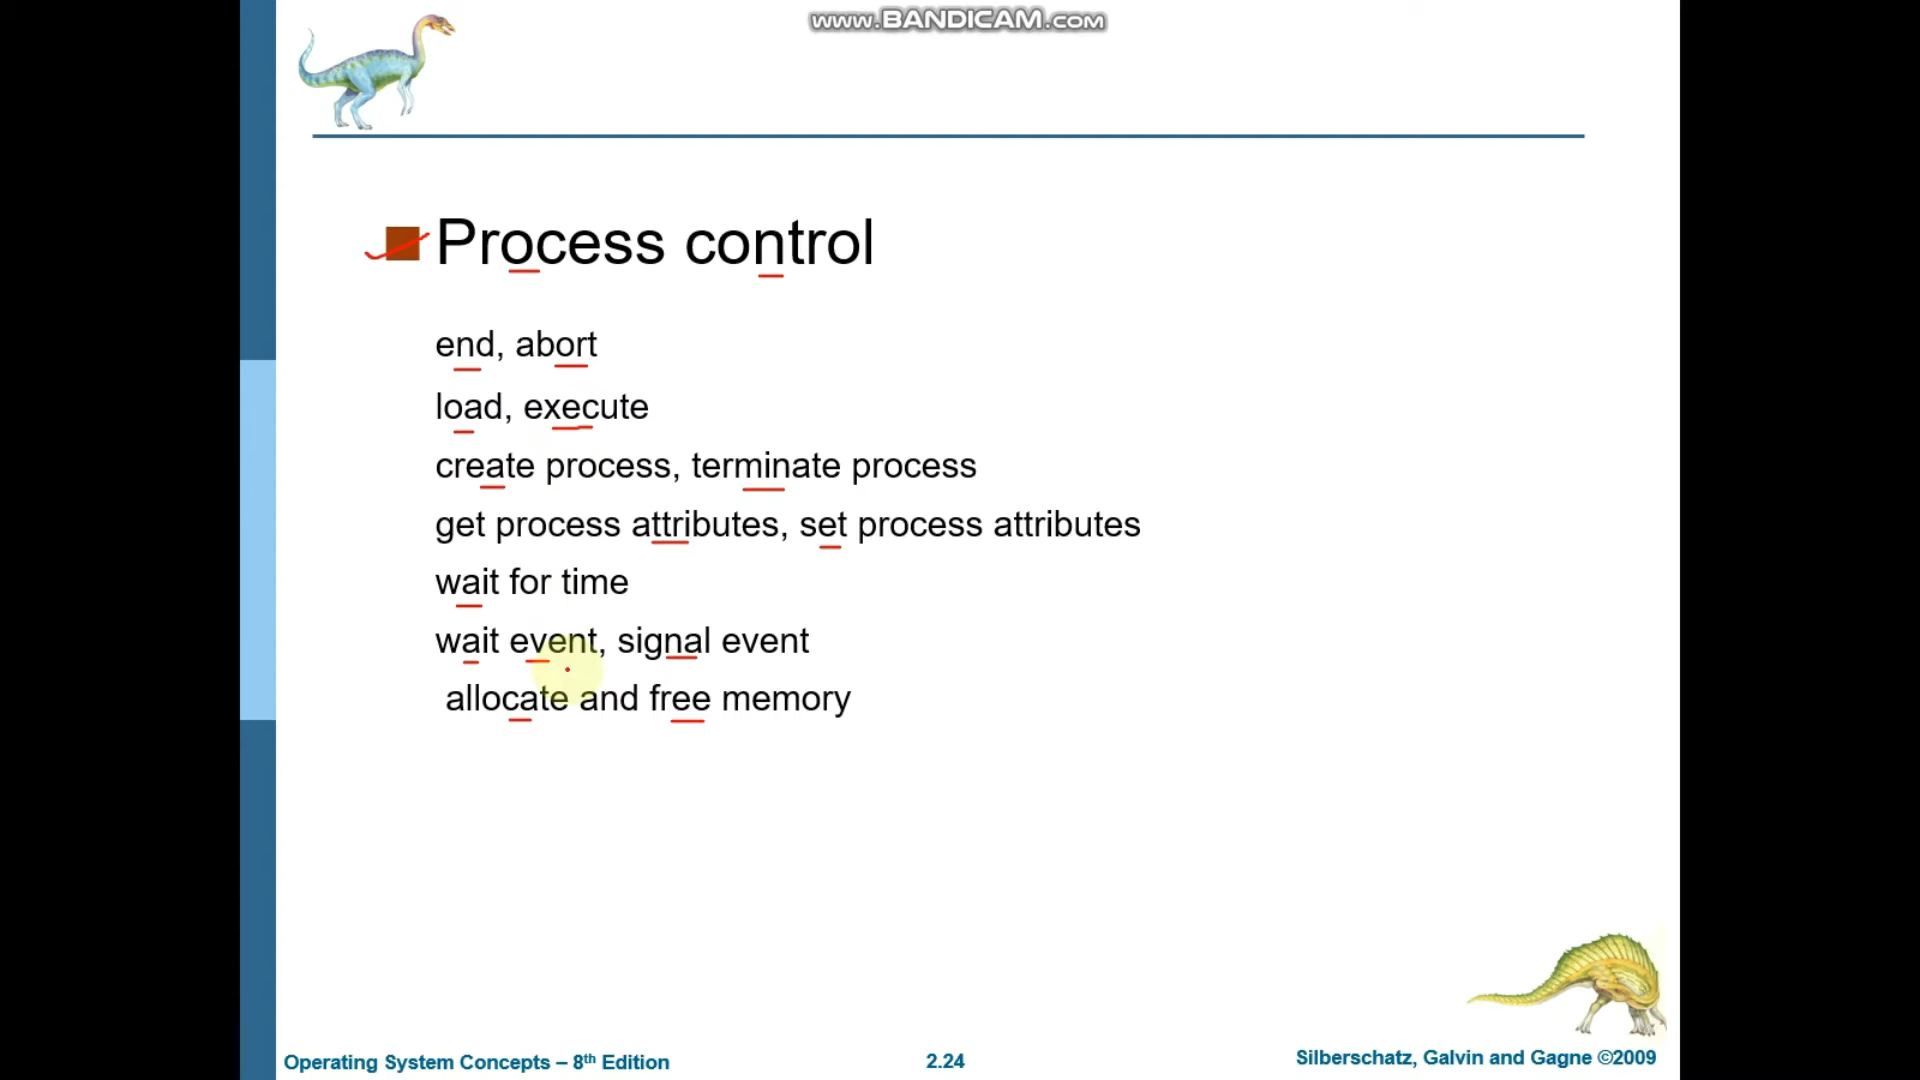 www.BANDICAM.com
Process control
end, abort
load, execute
create process, terminate process
get process attributes, set process attributes
wait for time
wait event, signal event
allocate and free memory
Operating System Concepts – 8th Edition
2.24
Silberschatz, Galvin and Gagne ©2009